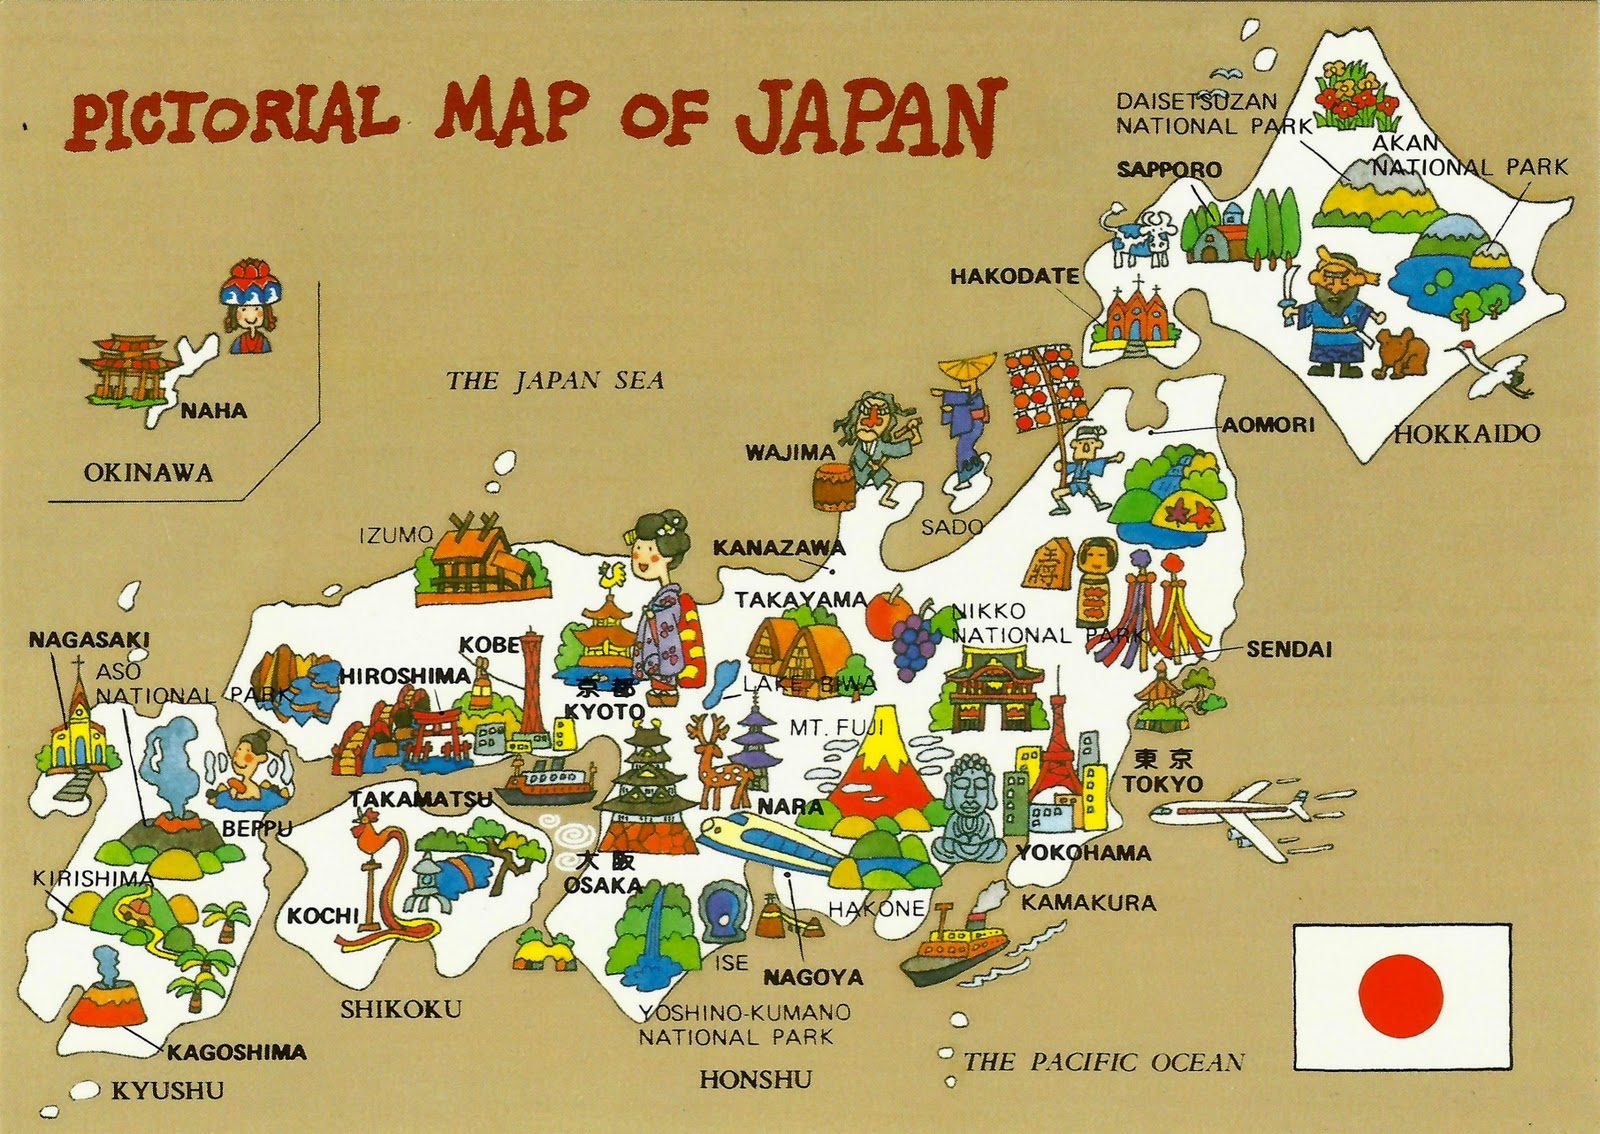 PICTORIAL MAP OF JAPAN
DAISETSUZAN
NATIONAL PARK
AKAN
NATIONAL PARK
SAPPORO
HAKODATE
HOKKAIDO
AOMORI
NAHA
OKINAWA
THE JAPAN SEA
WAJIMA
SADO
IZUMO
KANAZAWA
TAKAYAMA
NIKKO
NATIONAL PARK
SENDAI
NAGASAKI
ASO
NATIONAL PARK
KOBE
HIROSHIMA
京都
KYOTO
LAKE BIWA
MT. FUJI
東京
TOKYO
TAKAMATSU
NARA
BEPPU
YOKOHAMA
KIRISHIMA
大阪
OSAKA
KOCHI
HAKONE
KAMAKURA
ISE
NAGOYA
SHIKOKU
YOSHINO-KUMANO
NATIONAL PARK
KAGOSHIMA
THE PACIFIC OCEAN
HONSHU
KYUSHU